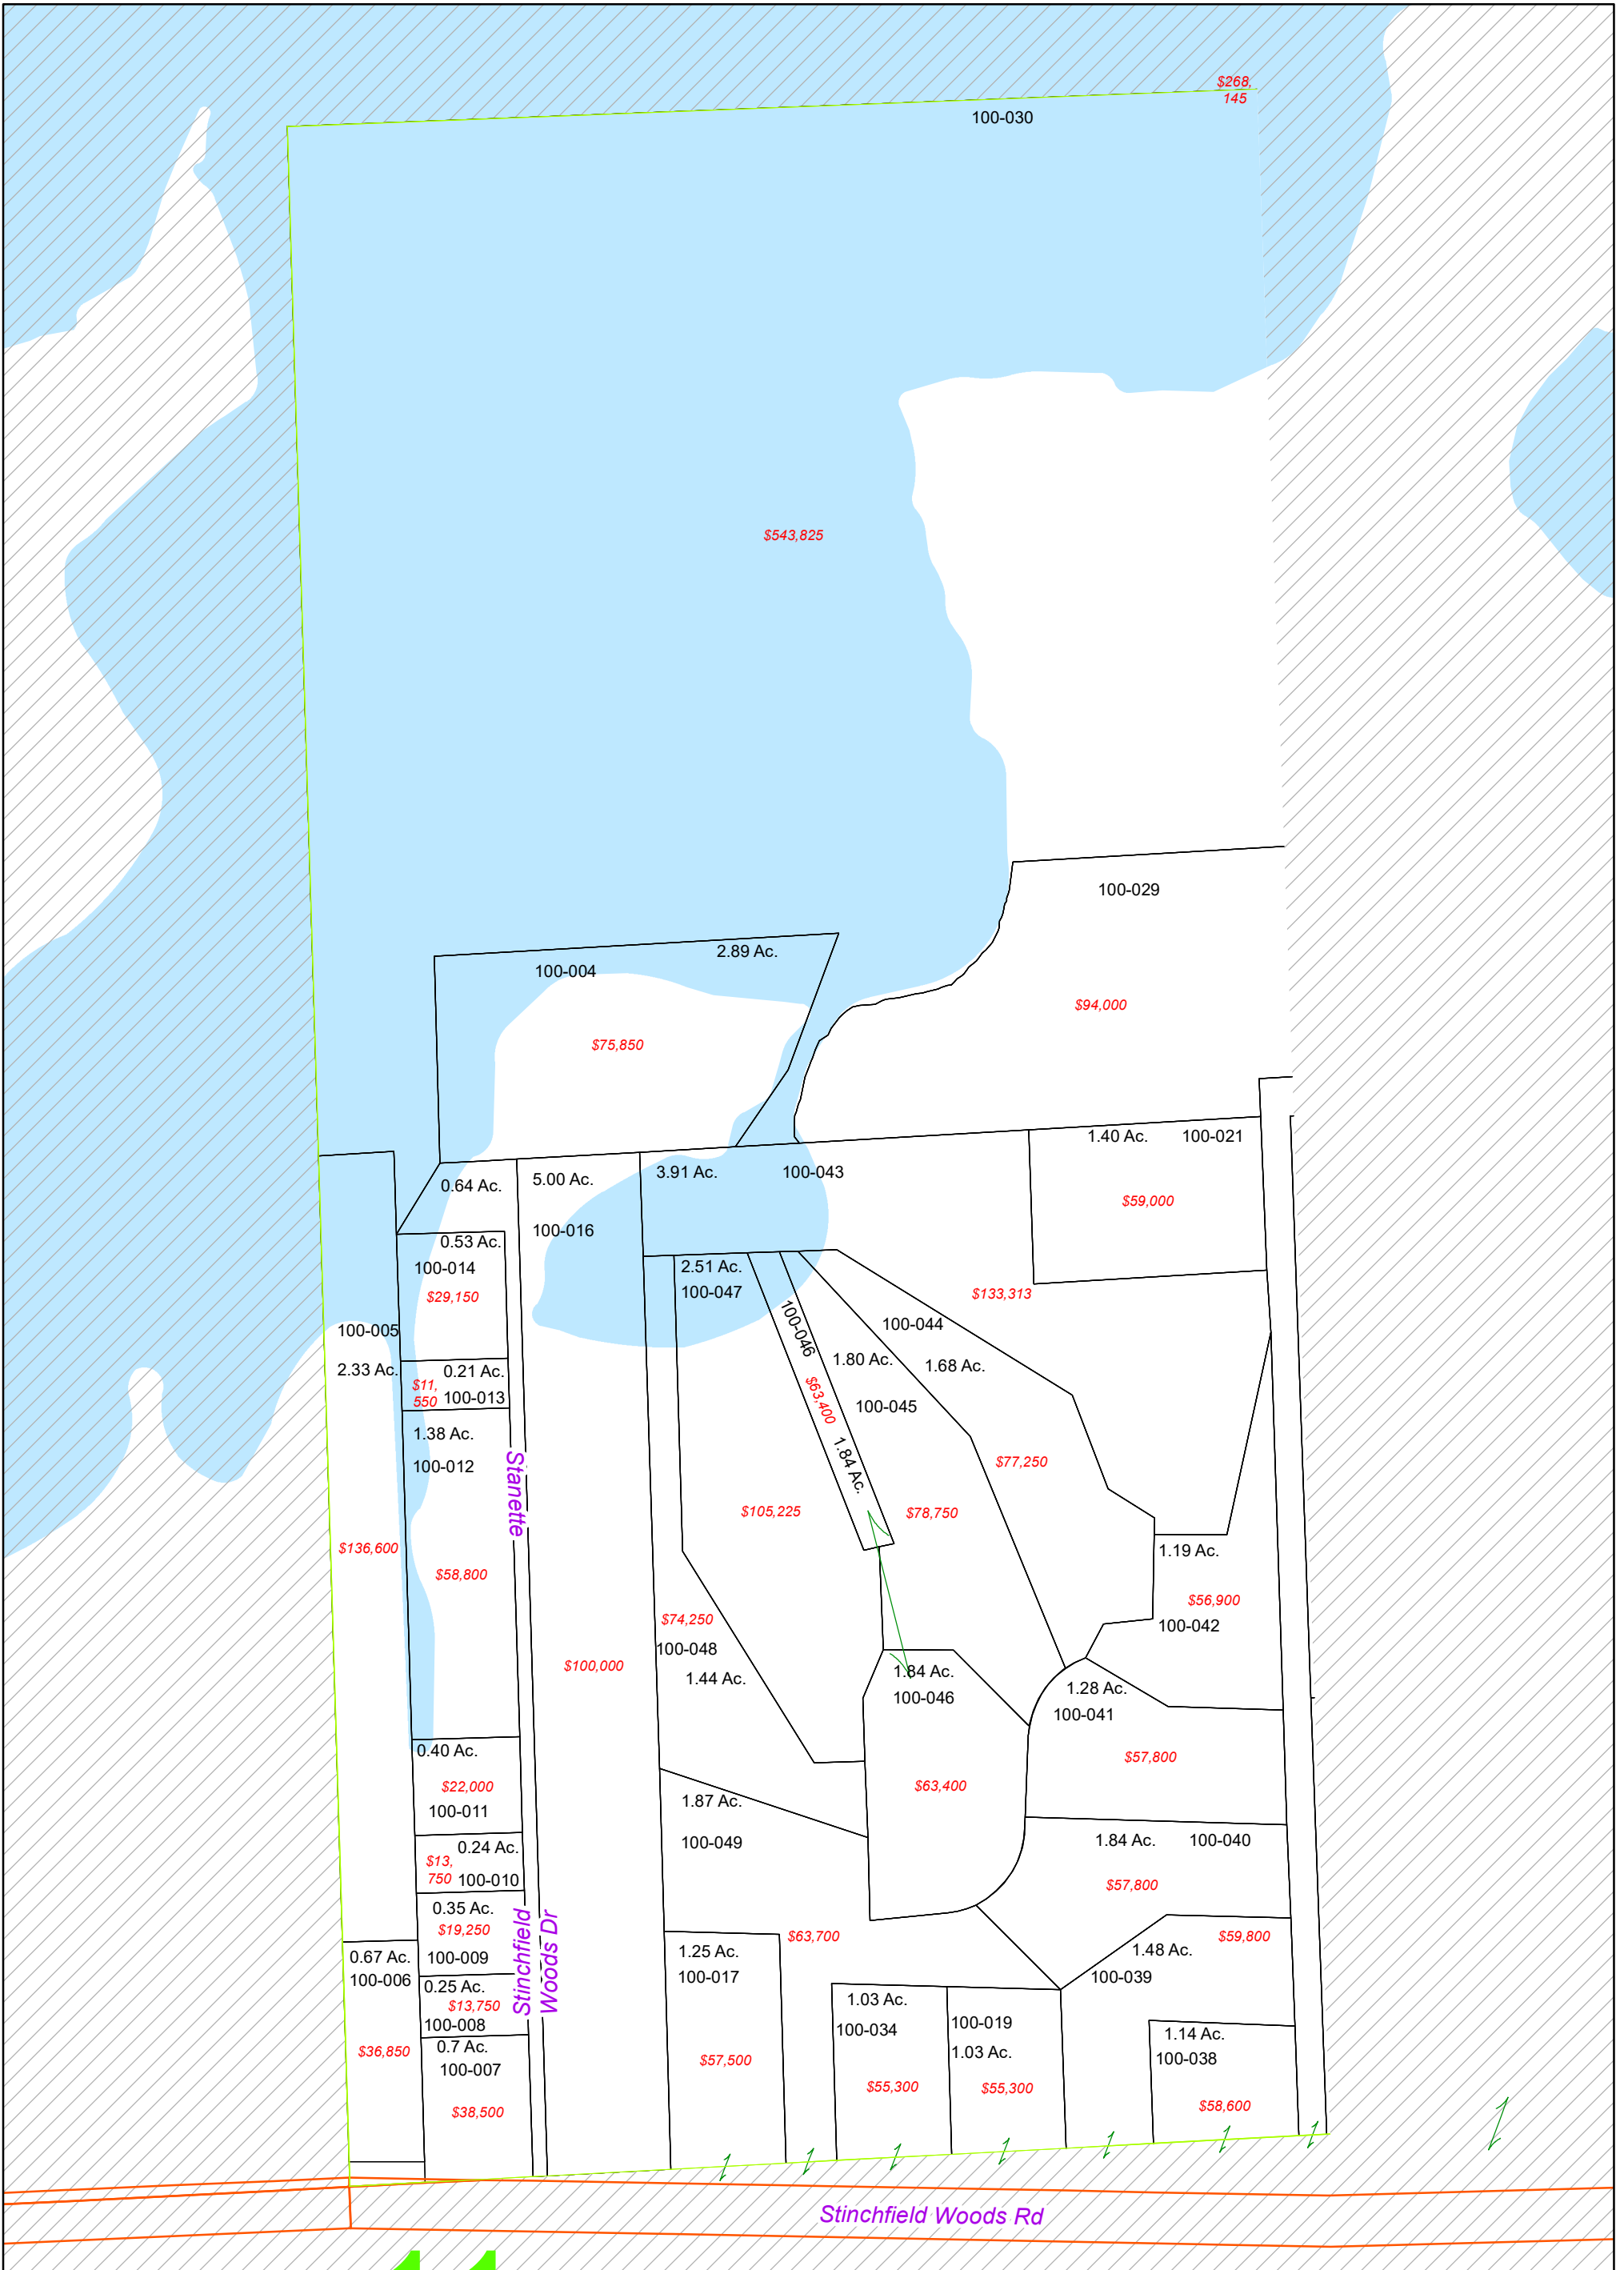 $268,
145
100-030
$543,825
100-029
2.89 Ac.
100-004
$94,000
$75,850
1.40 Ac.
100-021
3.91 Ac.
100-043
5.00 Ac.
0.64 Ac.
$59,000
100-016
0.53 Ac.
100-014
2.51 Ac.
100-047
$29,150
$133,313
100-046
100-044
100-005
1.80 Ac.
1.68 Ac.
2.33 Ac.
0.21 Ac.
$11,
550
100-013
$63,400
100-045
1.38 Ac.
100-012
1.84 Ac.
$77,250
Stanette
$105,225
$78,750
$136,600
1.19 Ac.
$58,800
$56,900
$74,250
100-042
100-048
$100,000
1.84 Ac.
1.44 Ac.
1.28 Ac.
100-046
100-041
0.40 Ac.
$57,800
$22,000
$63,400
1.87 Ac.
100-011
1.84 Ac.
100-040
100-049
0.24 Ac.
$13,
750
100-010
$57,800
0.35 Ac.
$19,250
$63,700
$59,800
Stinchfield
Woods Dr
1.25 Ac.
1.48 Ac.
0.67 Ac.
100-009
100-006
100-017
100-039
0.25 Ac.
1.03 Ac.
$13,750
100-008
100-034
100-019
1.14 Ac.
0.7 Ac.
1.03 Ac.
$36,850
100-038
100-007
$57,500
$55,300
$55,300
$58,600
$38,500
Stinchfield Woods Rd